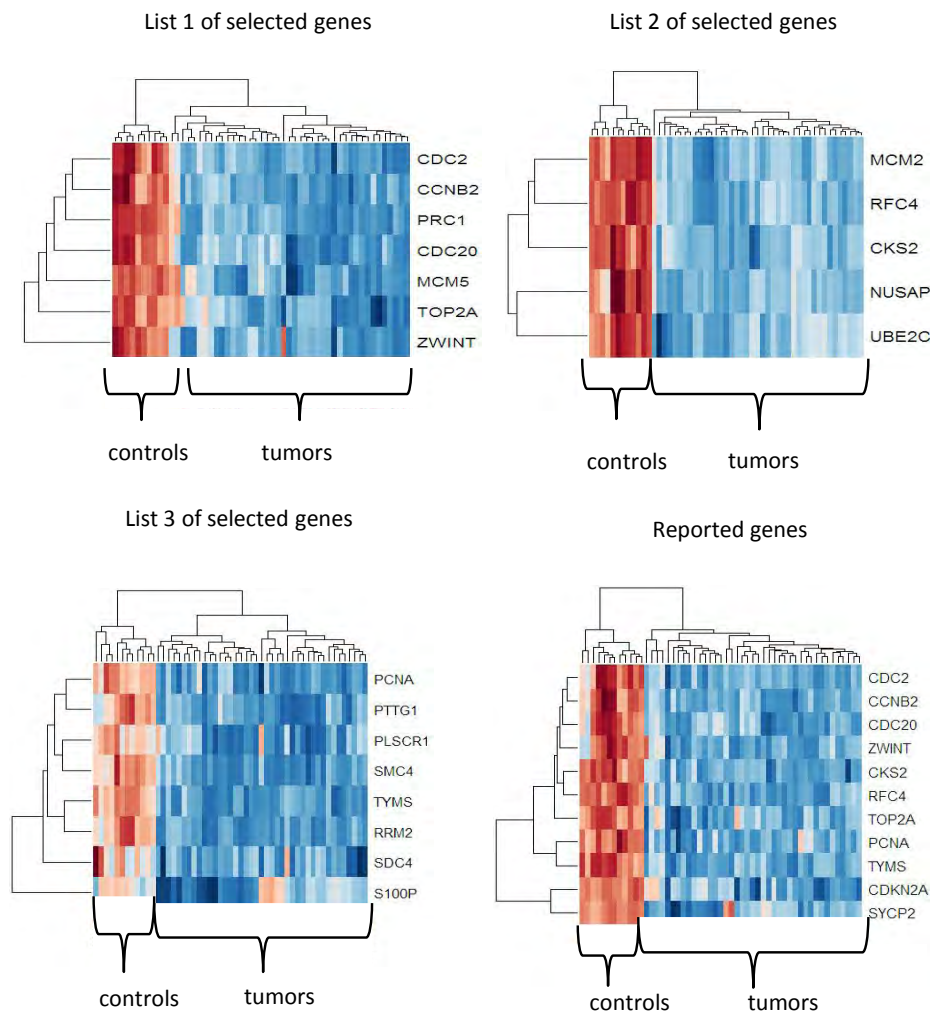 List 1 of selected genes
CDC2
CCNB2
PRC1
CDC20
MCM5
TOP2A
ZWINT
controls
tumors
List 2 of selected genes
MCM2
RFC4
CKS2
NUSAP
UBE2C
controls
tumors
List 3 of selected genes
PCNA
PTTG1
PLSCR1
SMC4
TYMS
RRM2
SDC4
S100P
controls
tumors
Reported genes
CDC2
CCNB2
CDC20
ZWINT
CKS2
RFC4
TOP2A
PCNA
TYMS
CDKN2A
SYCP2
controls
tumors